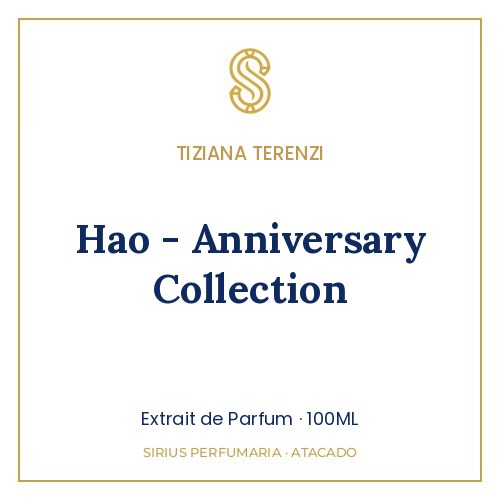 TIZIANA TERENZI
Hao - Anniversary
Collection
Extrait de Parfum · 100ML
SIRIUS PERFUMARIA · ATACADO